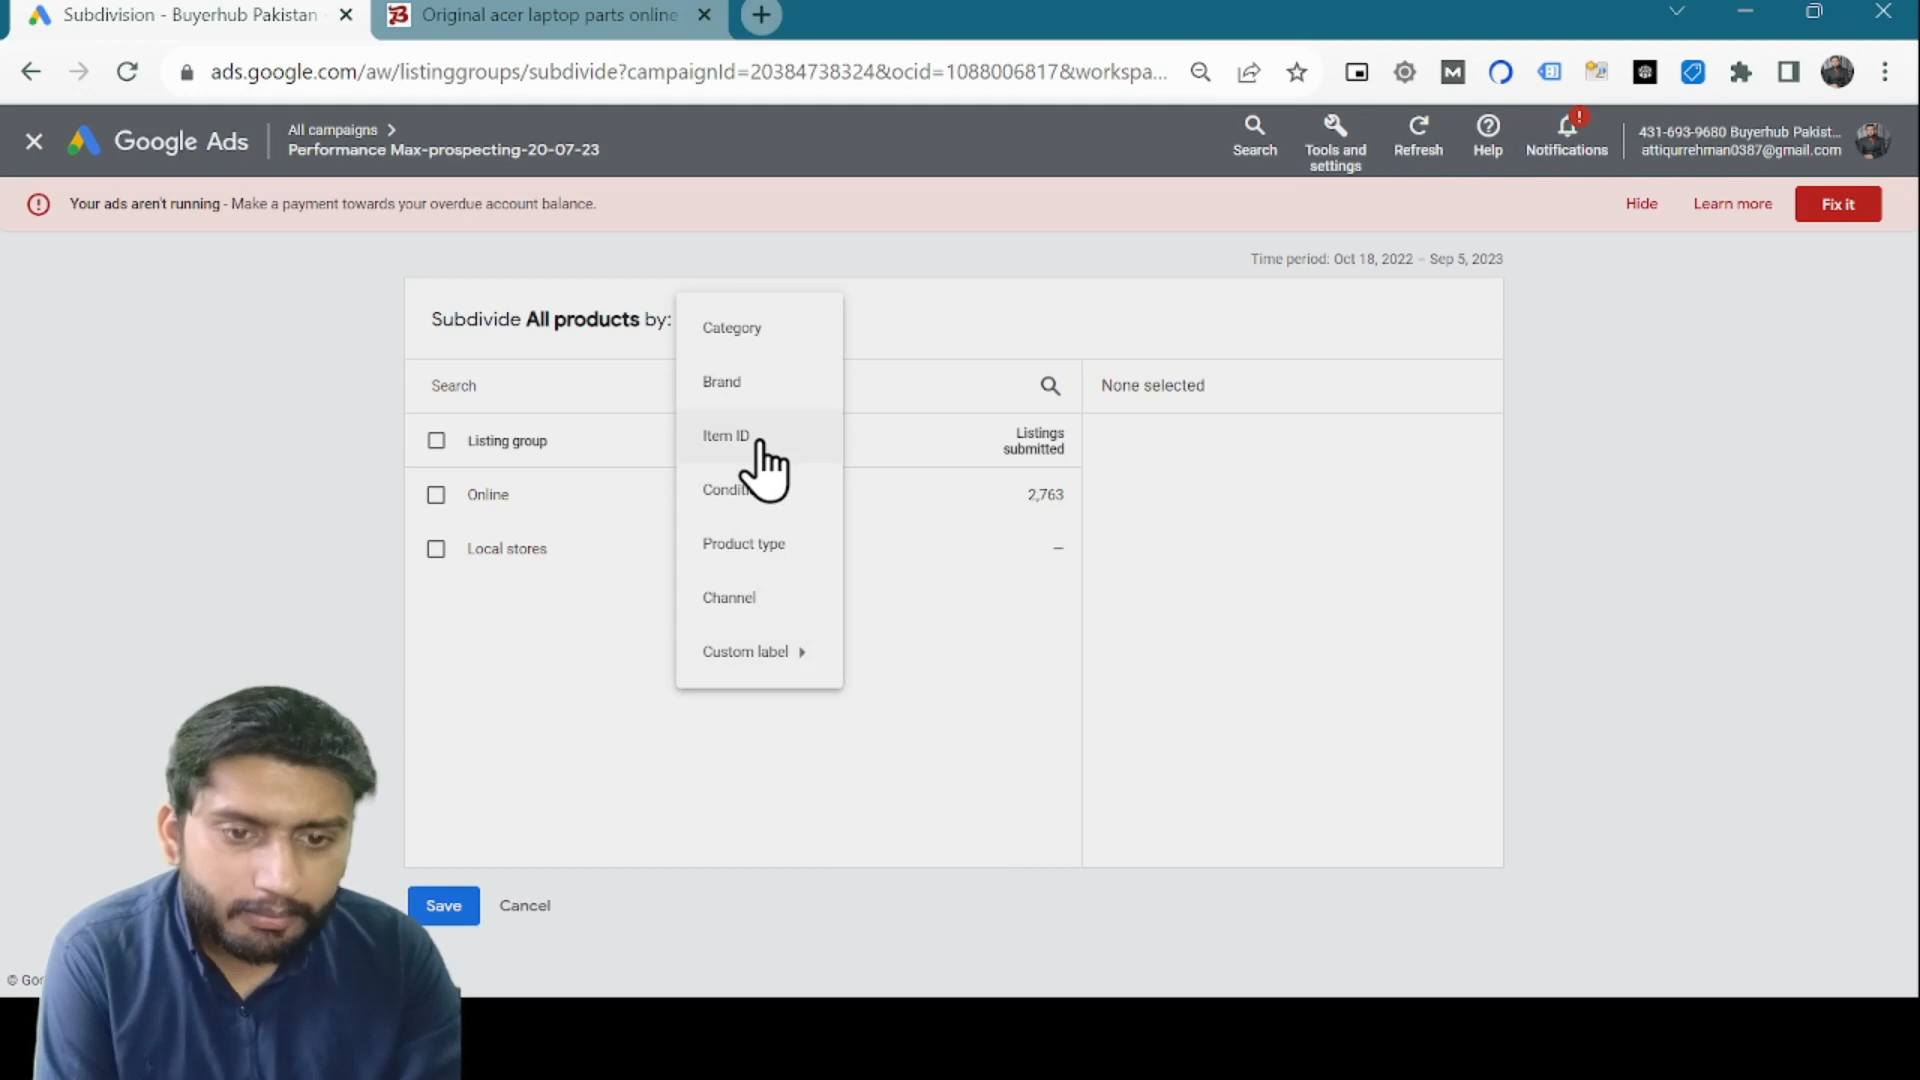 Subdivision - Buyerhub Pakistan
Original acer laptop parts online
ads.google.com/aw/listinggroups/subdivide?campaignId=20384738324&ocid=1088006817&workspa...
Google Ads
All campaigns
Performance Max-prospecting-20-07-23
Search
Tools and settings
Refresh
Help
Notifications
431-693-9680 Buyerhub Pakist...
attiqurrehman0387@gmail.com
Your ads aren't running - Make a payment towards your overdue account balance.
Hide
Learn more
Fix it
Time period: Oct 18, 2022 – Sep 5, 2023
Subdivide All products by:
Category
Brand
Item ID
Product type
Channel
Custom label
Search
None selected
Listing group
Listings submitted
Online
2,763
Local stores
—
Save
Cancel